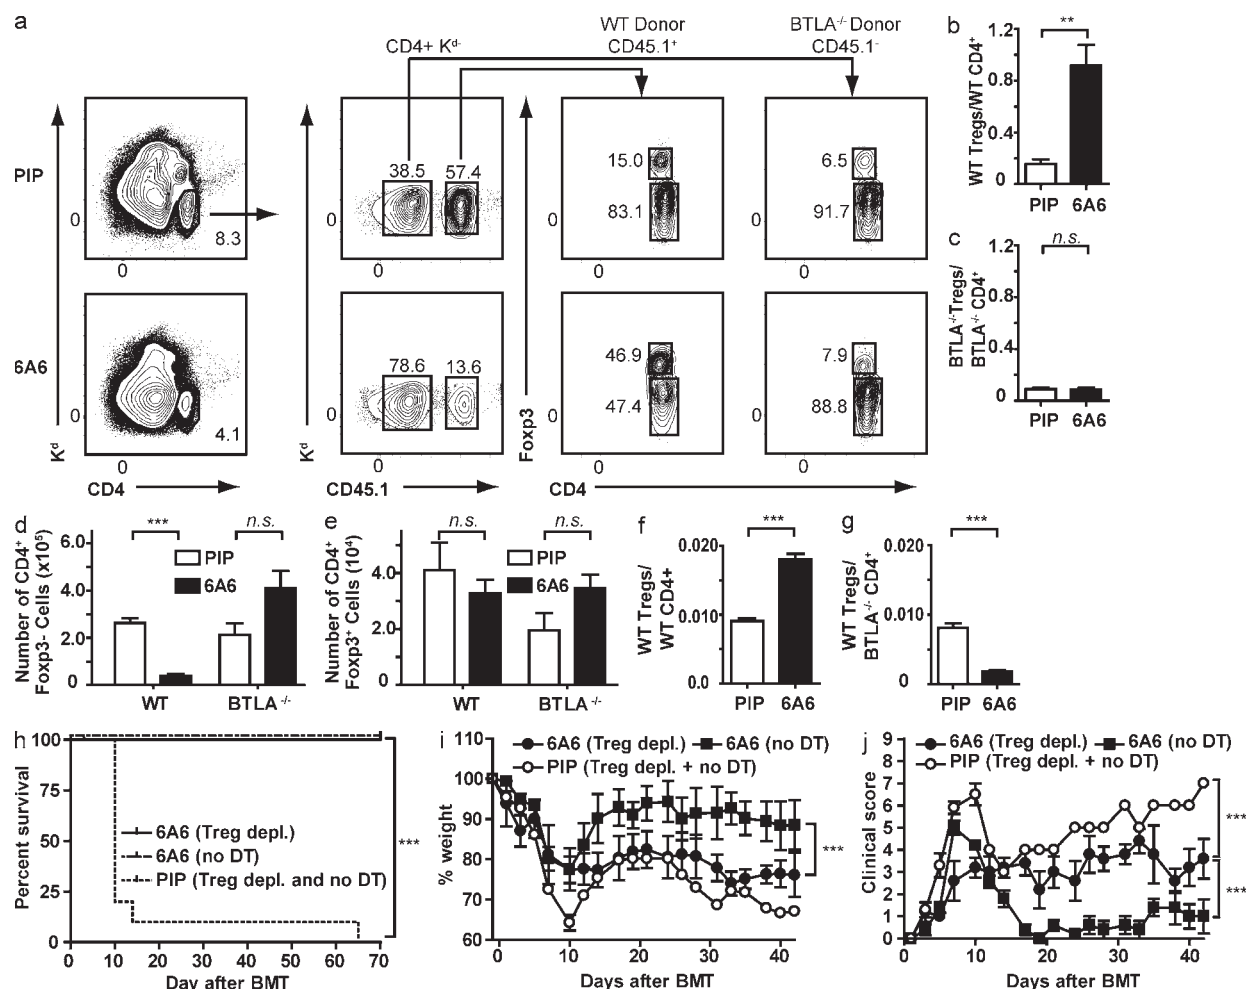 a
CD4+ Kd-
WT Donor
CD45.1+
BTLA-/- Donor
CD45.1-
PIP
6A6
Kd
0
8.3
0
0
4.1
0
CD4
Kd
38.5 57.4
0
0
78.6 13.6
0
0
CD45.1
Foxp3
15.0
83.1
0
0
6.5
91.7
0
46.9
47.4
0
0
7.9
88.8
0
CD4
b
WT Tregs/WT CD4+
1.2
0.8
0.4
0
**
PIP 6A6
c
BTLA-/-Tregs/
BTLA-/- CD4+
1.2
0.8
0.4
0
n.s.
PIP 6A6
d
Number of CD4+
Foxp3- Cells (x10⁵)
6.0
4.0
2.0
0
*** n.s.
PIP
6A6
WT BTLA-/-
e
Number of CD4+
Foxp3+ Cells (10⁴)
4.0
2.0
0
n.s. n.s.
PIP
6A6
WT BTLA-/-
f
WT Tregs/
WT CD4+
0.020
0.010
0.0
***
PIP 6A6
g
WT Tregs/
BTLA-/- CD4+
0.020
0.010
0
***
PIP 6A6
h
Percent survival
100
75
50
25
0
6A6 (Treg depl.)
6A6 (no DT)
PIP (Treg depl. and no DT)
***
0 10 20 30 40 50 60 70
Day after BMT
i
% weight
110
100
90
80
70
60
6A6 (Treg depl.) 6A6 (no DT)
PIP (Treg depl. + no DT)
***
0 10 20 30 40
Days after BMT
j
Clinical score
9
8
7
6
5
4
3
2
1
0
6A6 (Treg depl.) 6A6 (no DT)
PIP (Treg depl. + no DT)
***
***
0 10 20 30 40
Days after BMT